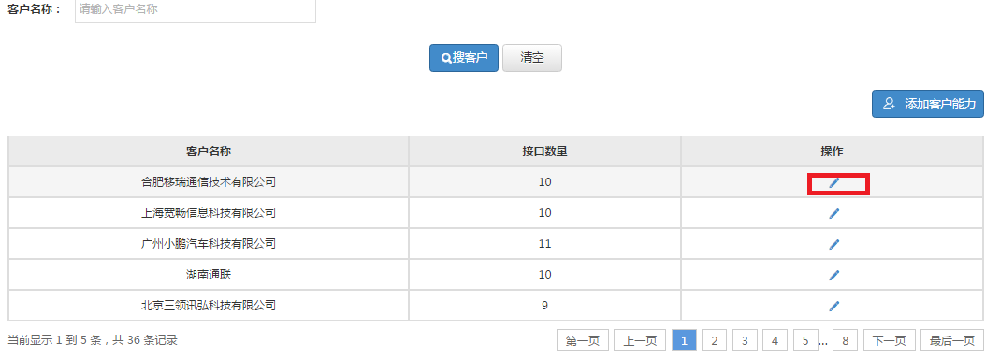 客户名称： 请输入客户名称
搜客户 清空
添加客户能力
客户名称 接口数量 操作
合肥移瑞通信技术有限公司 10
上海宽畅信息科技有限公司 10
广州小鹏汽车科技有限公司 11
湖南通联 10
北京三领讯弘科技有限公司 9
当前显示 1 到 5 条，共 36 条记录 第一页 上一页 1 2 3 4 5 ... 8 下一页 最后一页